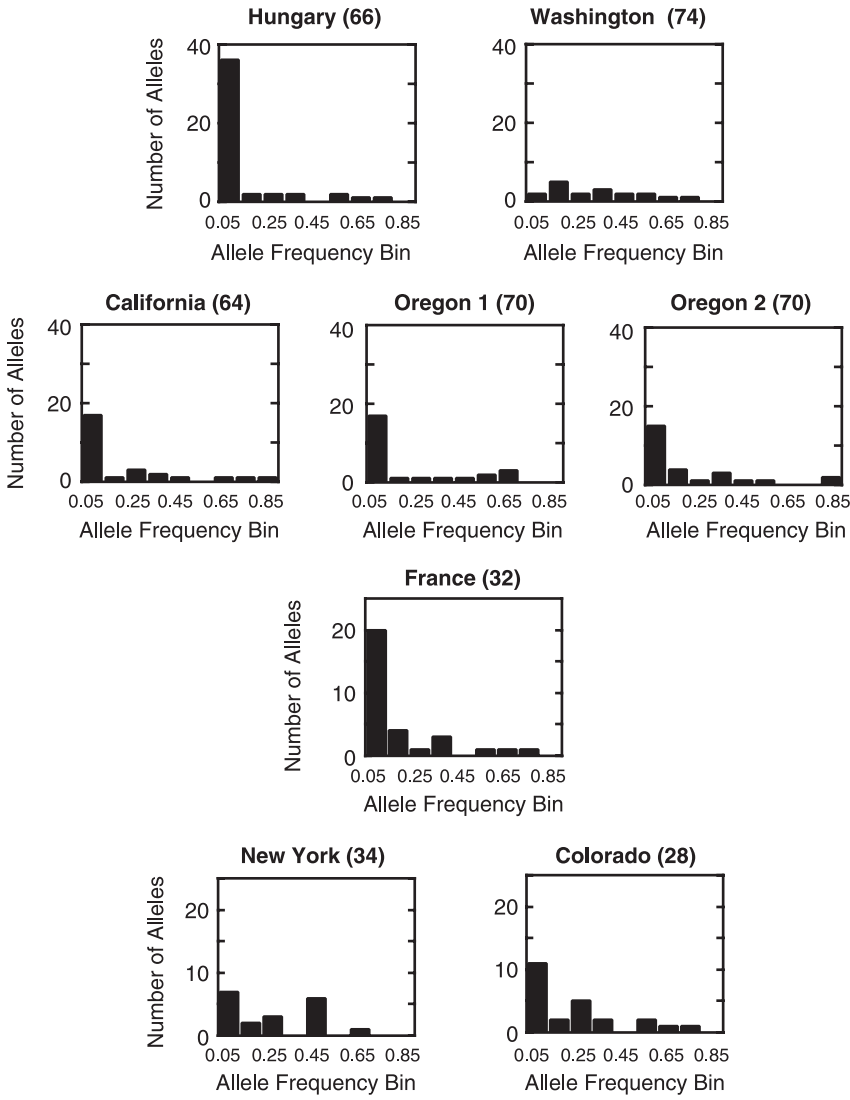 Hungary (66)
Number of Alleles
40
20
0
0.05 0.25 0.45 0.65 0.85
Allele Frequency Bin
Washington (74)
40
20
0
0.05 0.25 0.45 0.65 0.85
Allele Frequency Bin
California (64)
Number of Alleles
40
20
0
0.05 0.25 0.45 0.65 0.85
Allele Frequency Bin
Oregon 1 (70)
40
20
0
0.05 0.25 0.45 0.65 0.85
Allele Frequency Bin
Oregon 2 (70)
40
20
0
0.05 0.25 0.45 0.65 0.85
Allele Frequency Bin
France (32)
Number of Alleles
20
10
0
0.05 0.25 0.45 0.65 0.85
Allele Frequency Bin
New York (34)
Number of Alleles
20
10
0
0.05 0.25 0.45 0.65 0.85
Allele Frequency Bin
Colorado (28)
20
10
0
0.05 0.25 0.45 0.65 0.85
Allele Frequency Bin